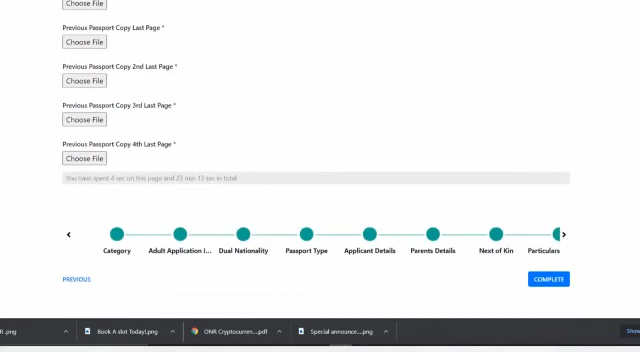 Choose File
Previous Passport Copy Last Page *
Choose File
Previous Passport Copy 2nd Last Page *
Choose File
Previous Passport Copy 3rd Last Page *
Choose File
Previous Passport Copy 4th Last Page *
Choose File
You have spent 4 sec on this page and 23 min 13 sec in total
Category Adult Application I... Dual Nationality Passport Type Applicant Details Parents Details Next of Kin Particulars
PREVIOUS COMPLETE
R .png Book A slot Today!.png ONR Cryptocurren....pdf Special announce....png Show